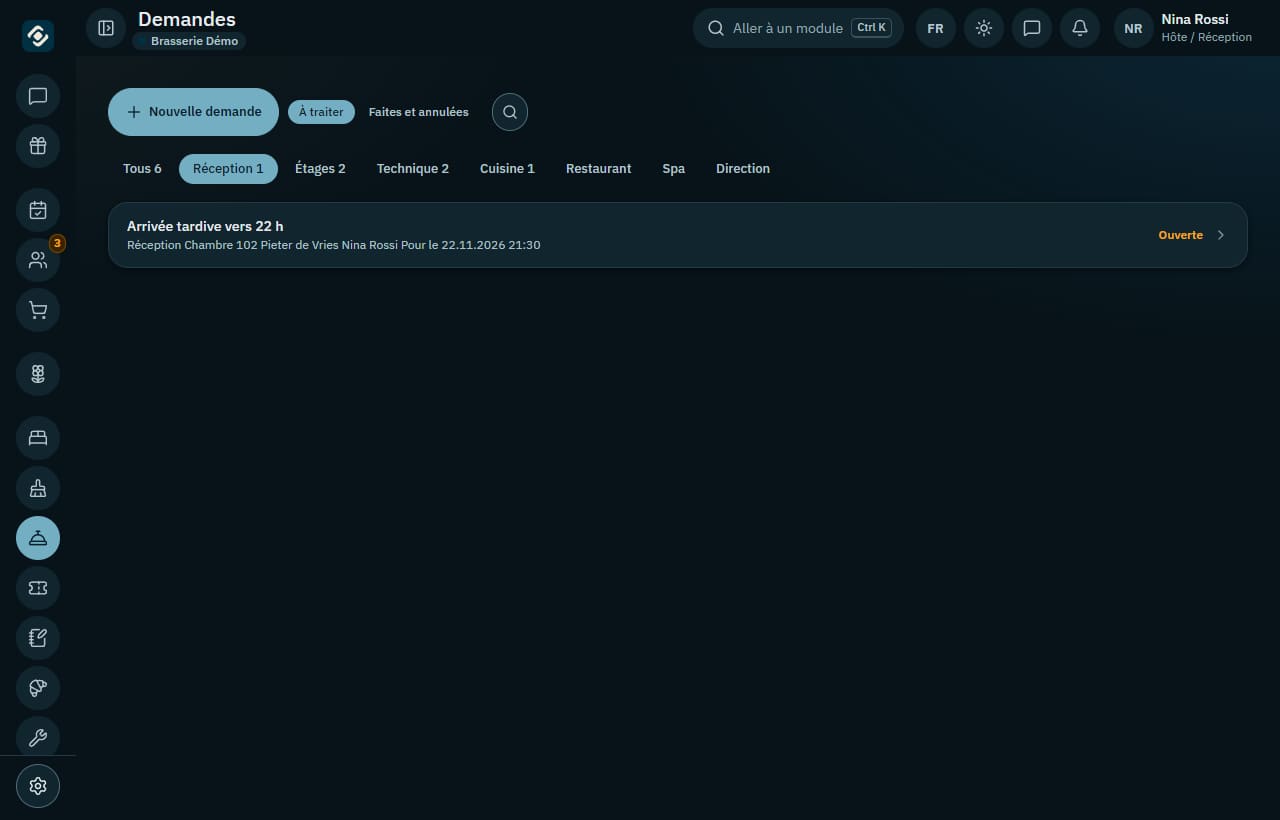 Demandes
Brasserie Démo
Aller à un module Ctrl K
FR
NR
Nina Rossi
Hôte / Réception
Nouvelle demande
À traiter
Faites et annulées
Tous 6
Réception 1
Étages 2
Technique 2
Cuisine 1
Restaurant
Spa
Direction
3
Arrivée tardive vers 22 h
Réception Chambre 102 Pieter de Vries Nina Rossi Pour le 22.11.2026 21:30
Ouverte